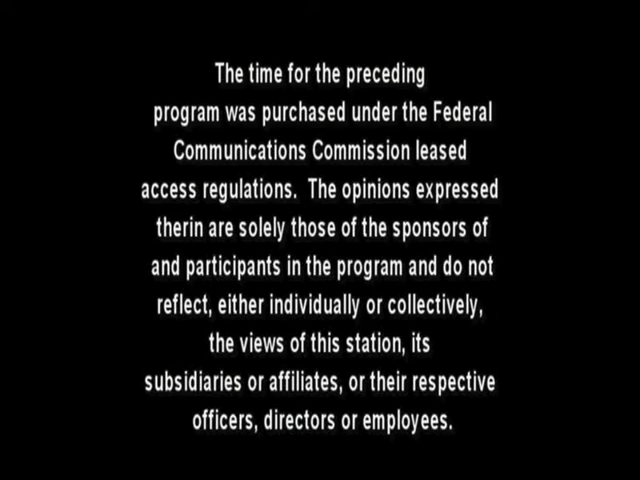 The time for the preceding
program was purchased under the Federal
Communications Commission leased
access regulations.  The opinions expressed
therin are solely those of the sponsors of
and participants in the program and do not
reflect, either individually or collectively,
the views of this station, its
subsidiaries or affiliates, or their respective
officers, directors or employees.